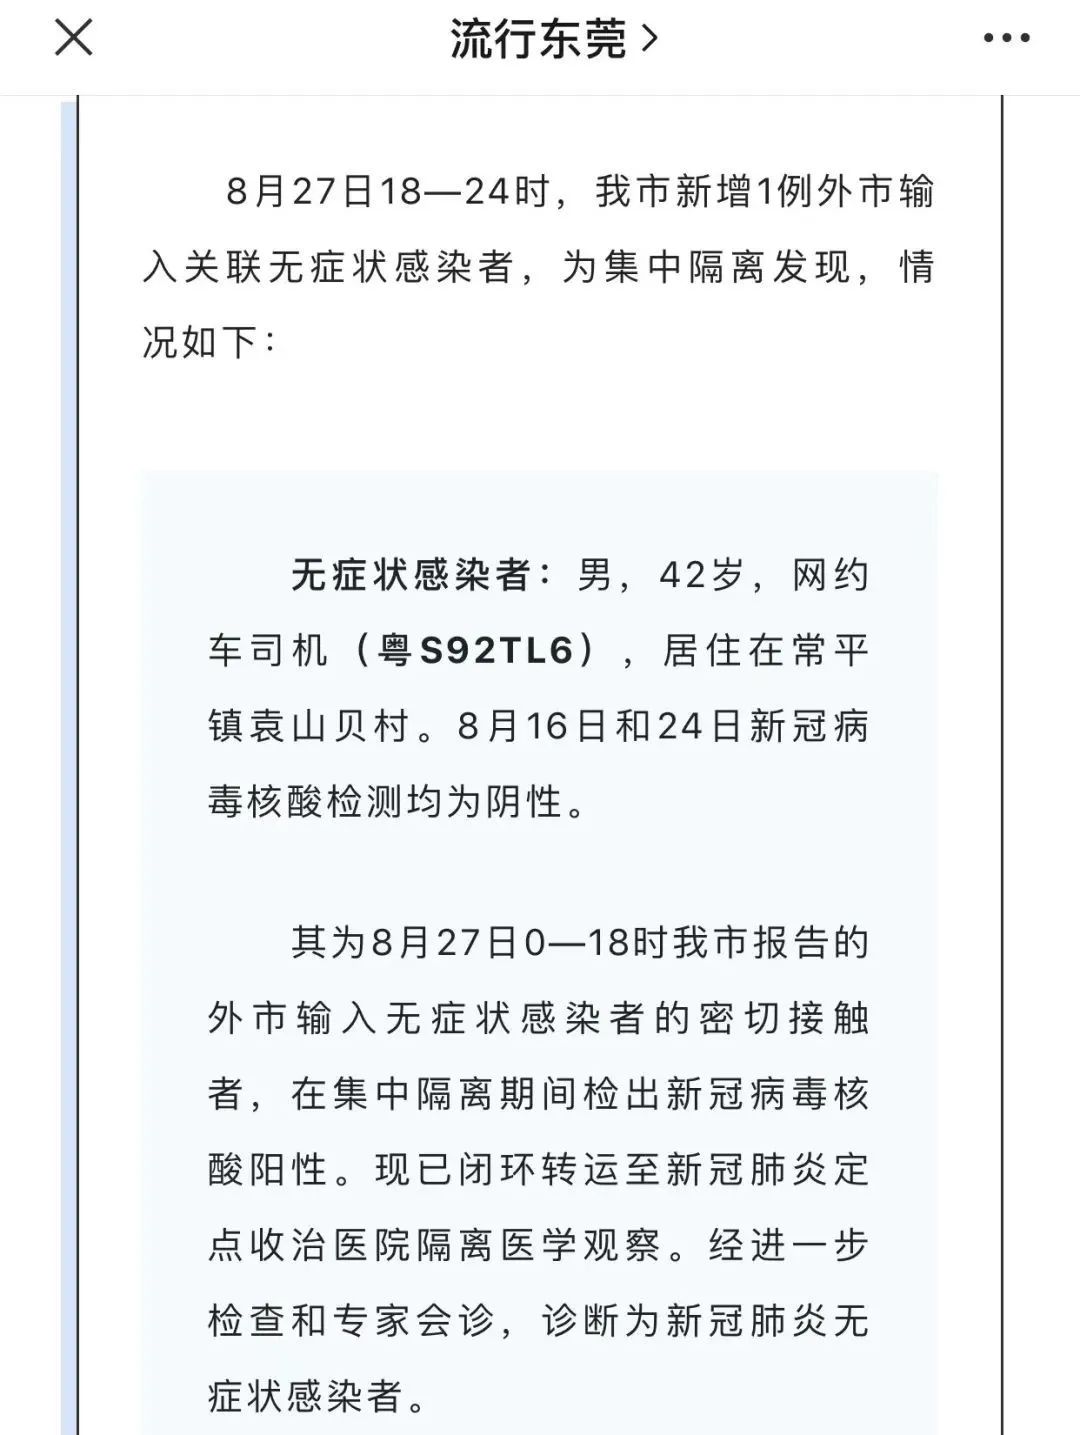 流行东莞
8月27日18—24时，我市新增1例外市输
入关联无症状感染者，为集中隔离发现，情
况如下：
无症状感染者：男，42岁，网约
车司机（粤S92TL6），居住在常平
镇袁山贝村。8月16日和24日新冠病
毒核酸检测均为阴性。
其为8月27日0—18时我市报告的
外市输入无症状感染者的密切接触
者，在集中隔离期间检出新冠病毒核
酸阳性。现已闭环转运至新冠肺炎定
点收治医院隔离医学观察。经进一步
检查和专家会诊，诊断为新冠肺炎无
症状感染者。